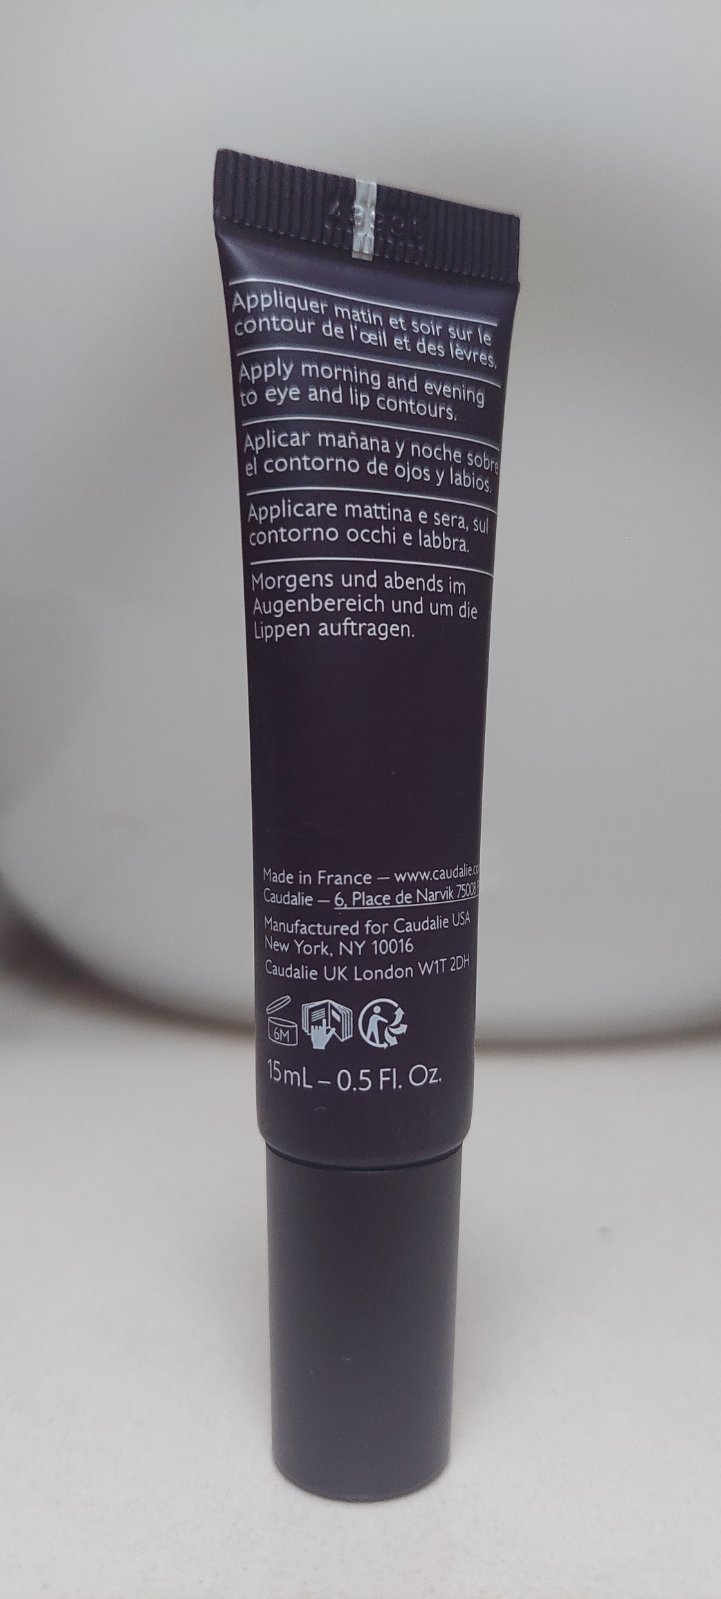 Appliquer matin et soir sur le
contour de l'œil et des lèvres.
Apply morning and evening
to eye and lip contours.
Aplicar mañana y noche sobre
el contorno de ojos y labios.
Applicare mattina e sera, sul
contorno occhi e labbra.
Morgens und abends im
Augenbereich und um die
Lippen auftragen.
Made in France – www.caudalie.co
Caudalie – 6, Place de Narvik 75008
Manufactured for Caudalie USA
New York, NY 10016
Caudalie UK London W1T 2DH
6M
15mL – 0.5 Fl. Oz.